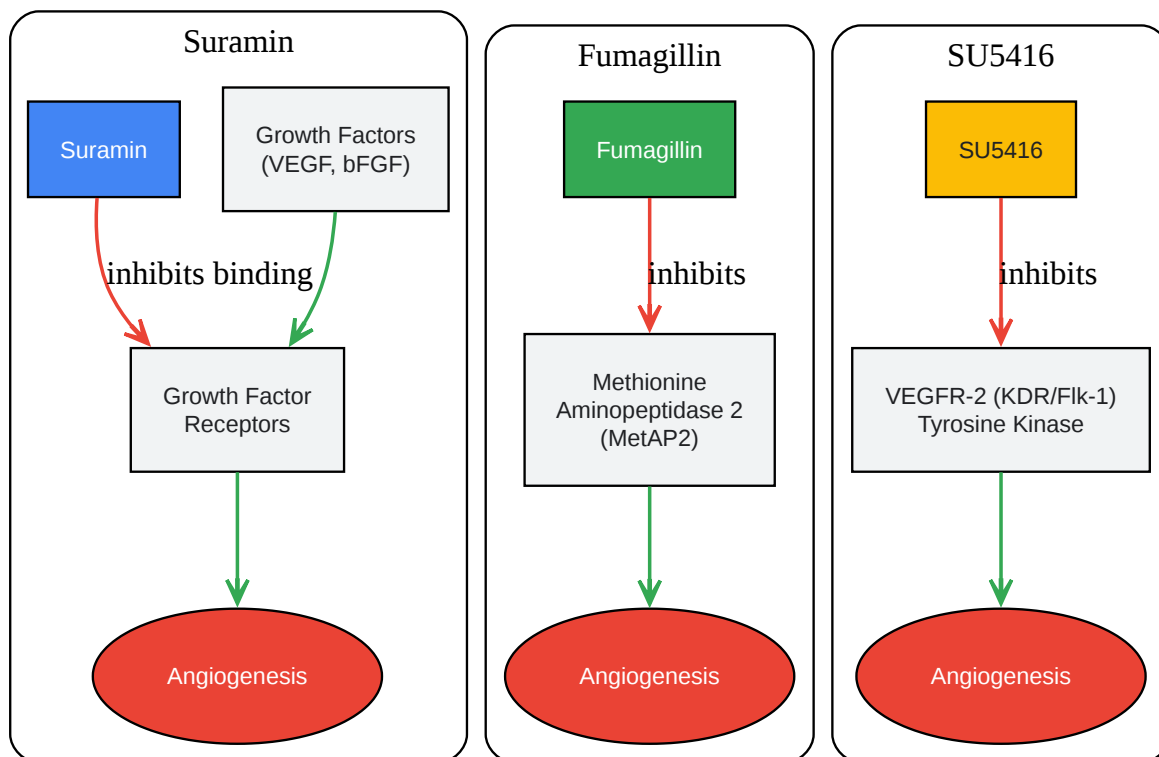 Suramin
Suramin
Growth Factors
(VEGF, bFGF)
inhibits binding
Growth Factor
Receptors
Angiogenesis
Fumagillin
Fumagillin
inhibits
Methionine
Aminopeptidase 2
(MetAP2)
Angiogenesis
SU5416
SU5416
inhibits
VEGFR-2 (KDR/Flk-1)
Tyrosine Kinase
Angiogenesis